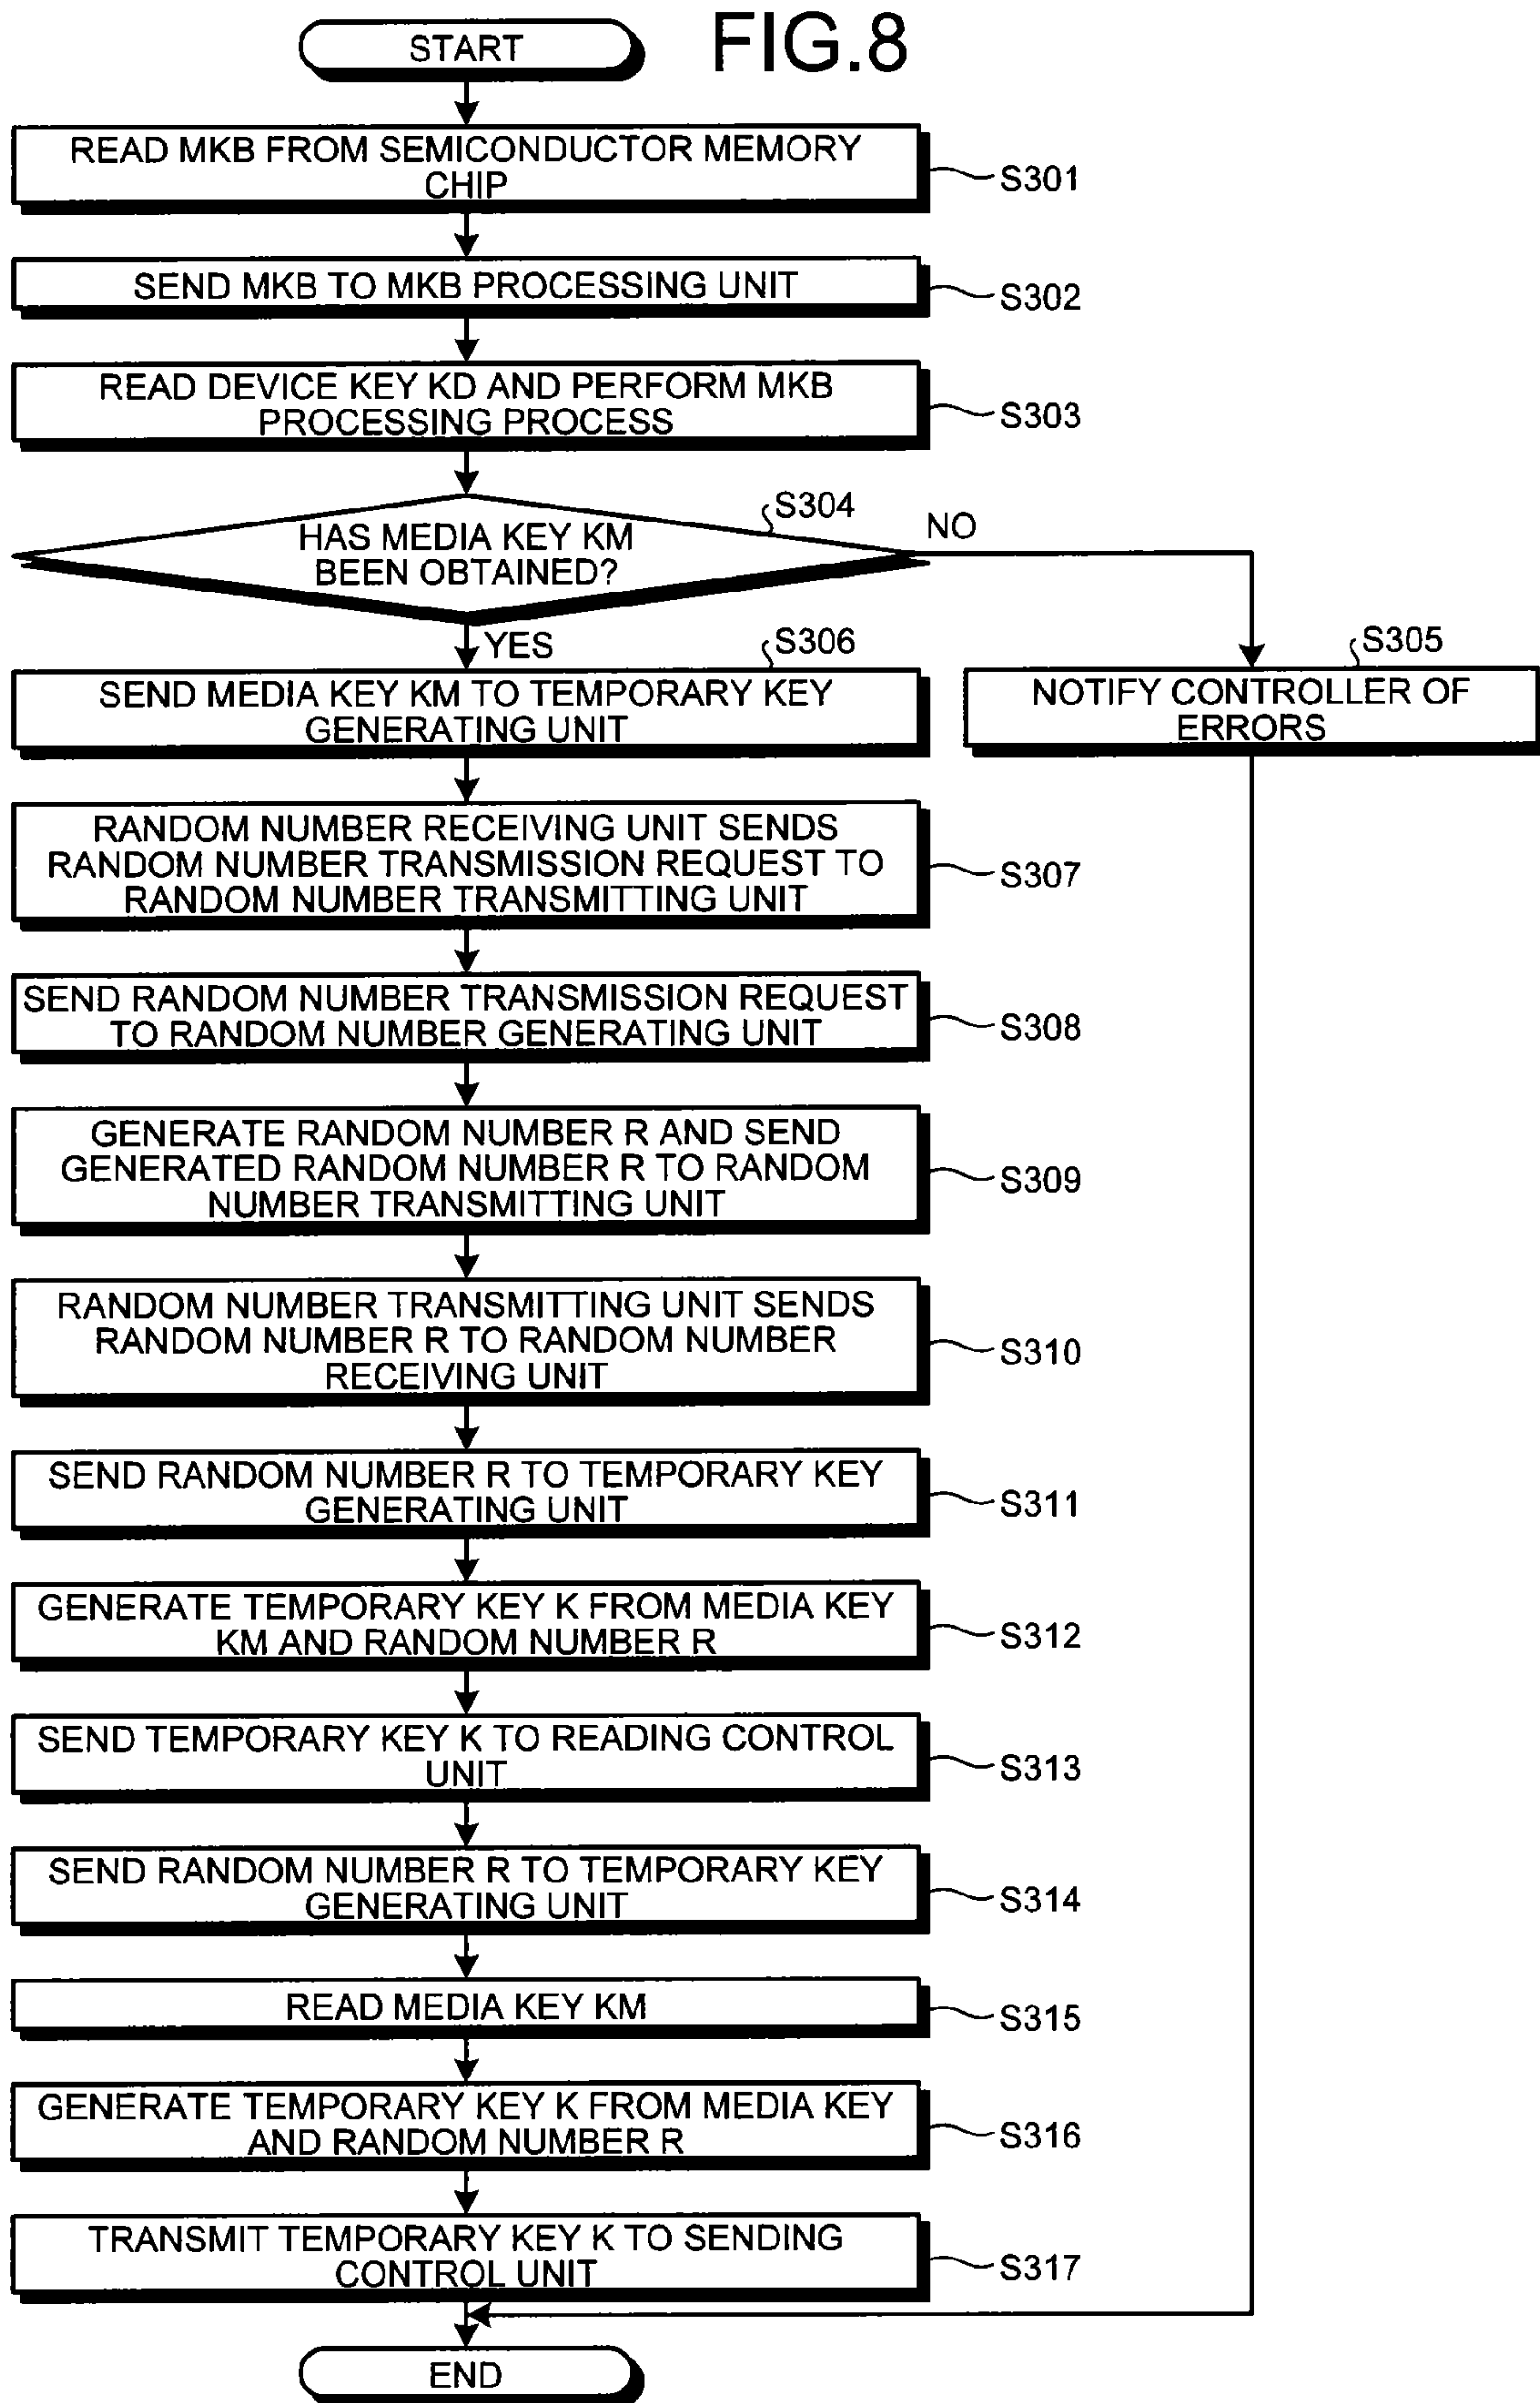 FIG.8
START
READ MKB FROM SEMICONDUCTOR MEMORY
CHIP
S301
SEND MKB TO MKB PROCESSING UNIT
S302
READ DEVICE KEY KD AND PERFORM MKB
PROCESSING PROCESS
S303
S304
HAS MEDIA KEY KM
BEEN OBTAINED?
NO
YES
S306
SEND MEDIA KEY KM TO TEMPORARY KEY
GENERATING UNIT
S305
NOTIFY CONTROLLER OF
ERRORS
RANDOM NUMBER RECEIVING UNIT SENDS
RANDOM NUMBER TRANSMISSION REQUEST TO
RANDOM NUMBER TRANSMITTING UNIT
S307
SEND RANDOM NUMBER TRANSMISSION REQUEST
TO RANDOM NUMBER GENERATING UNIT
S308
GENERATE RANDOM NUMBER R AND SEND
GENERATED RANDOM NUMBER R TO RANDOM
NUMBER TRANSMITTING UNIT
S309
RANDOM NUMBER TRANSMITTING UNIT SENDS
RANDOM NUMBER R TO RANDOM NUMBER
RECEIVING UNIT
S310
SEND RANDOM NUMBER R TO TEMPORARY KEY
GENERATING UNIT
S311
GENERATE TEMPORARY KEY K FROM MEDIA KEY
KM AND RANDOM NUMBER R
S312
SEND TEMPORARY KEY K TO READING CONTROL
UNIT
S313
SEND RANDOM NUMBER R TO TEMPORARY KEY
GENERATING UNIT
S314
READ MEDIA KEY KM
S315
GENERATE TEMPORARY KEY K FROM MEDIA KEY
AND RANDOM NUMBER R
S316
TRANSMIT TEMPORARY KEY K TO SENDING
CONTROL UNIT
S317
END